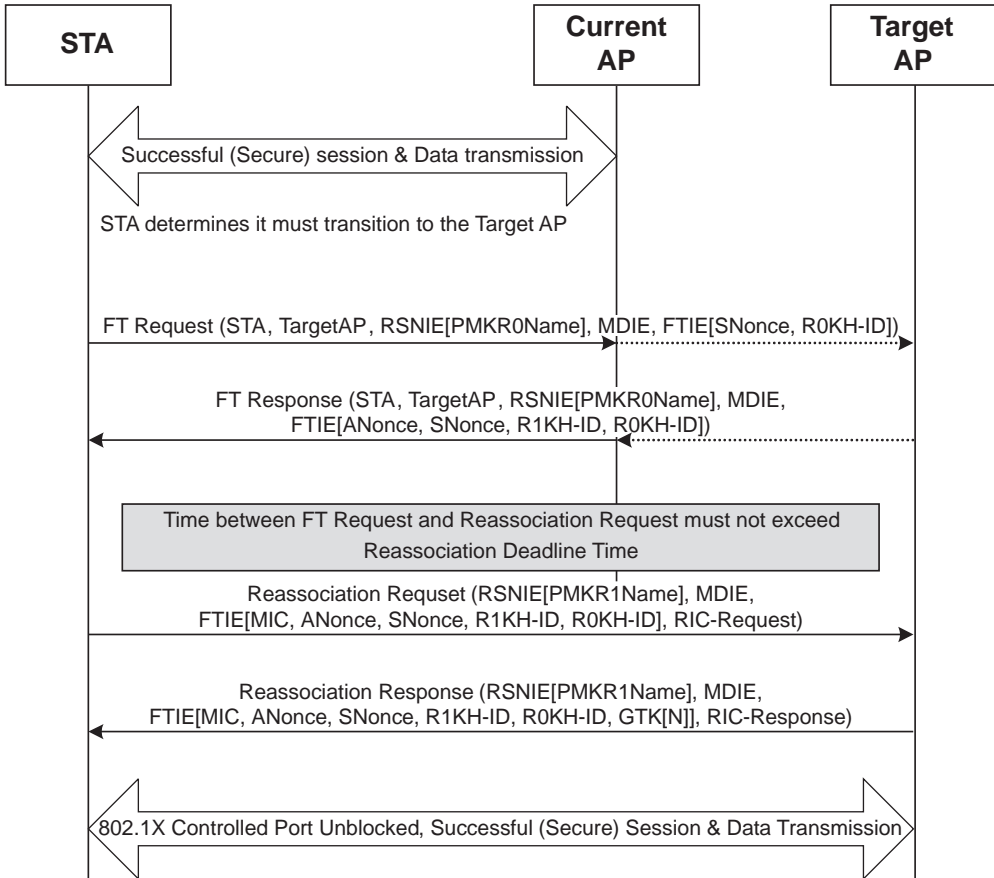 STA
Current
AP
Target
AP
Successful (Secure) session & Data transmission
STA determines it must transition to the Target AP
FT Request (STA, TargetAP, RSNIE[PMKR0Name], MDIE, FTIE[SNonce, R0KH-ID])
FT Response (STA, TargetAP, RSNIE[PMKR0Name], MDIE,
FTIE[ANonce, SNonce, R1KH-ID, R0KH-ID])
Time between FT Request and Reassociation Request must not exceed
Reassociation Deadline Time
Reassociation Requset (RSNIE[PMKR1Name], MDIE,
FTIE[MIC, ANonce, SNonce, R1KH-ID, R0KH-ID], RIC-Request)
Reassociation Response (RSNIE[PMKR1Name], MDIE,
FTIE[MIC, ANonce, SNonce, R1KH-ID, R0KH-ID, GTK[N]], RIC-Response)
802.1X Controlled Port Unblocked, Successful (Secure) Session & Data Transmission